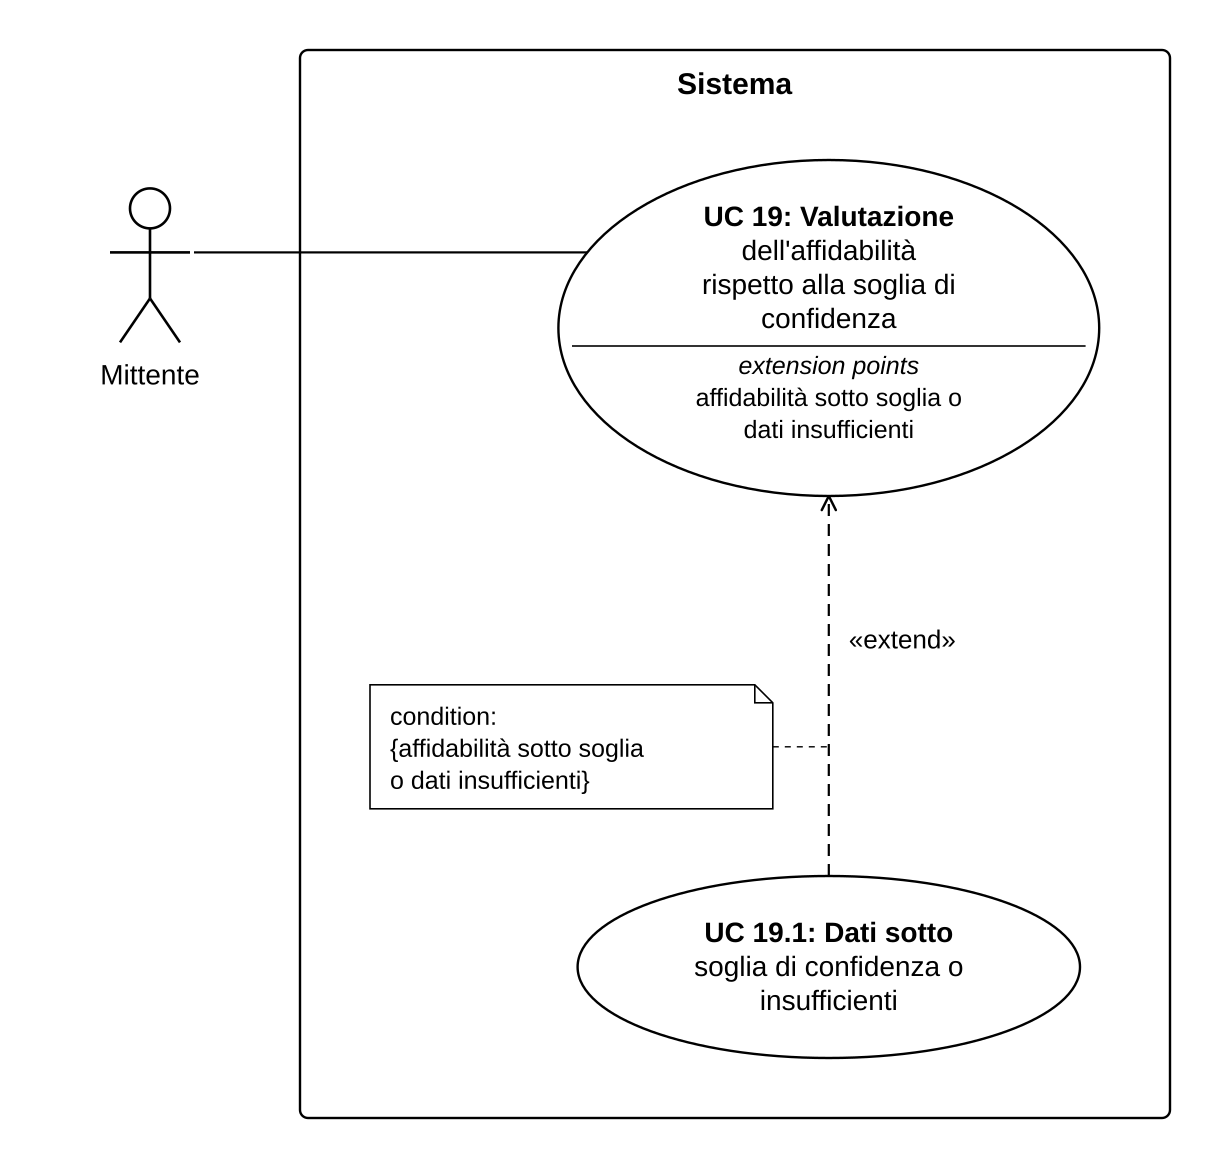 Sistema
UC 19: Valutazione
dell'affidabilità
rispetto alla soglia di
confidenza
extension points
affidabilità sotto soglia o
dati insufficienti
Mittente
«extend»
condition:
{affidabilità sotto soglia
o dati insufficienti}
UC 19.1: Dati sotto
soglia di confidenza o
insufficienti